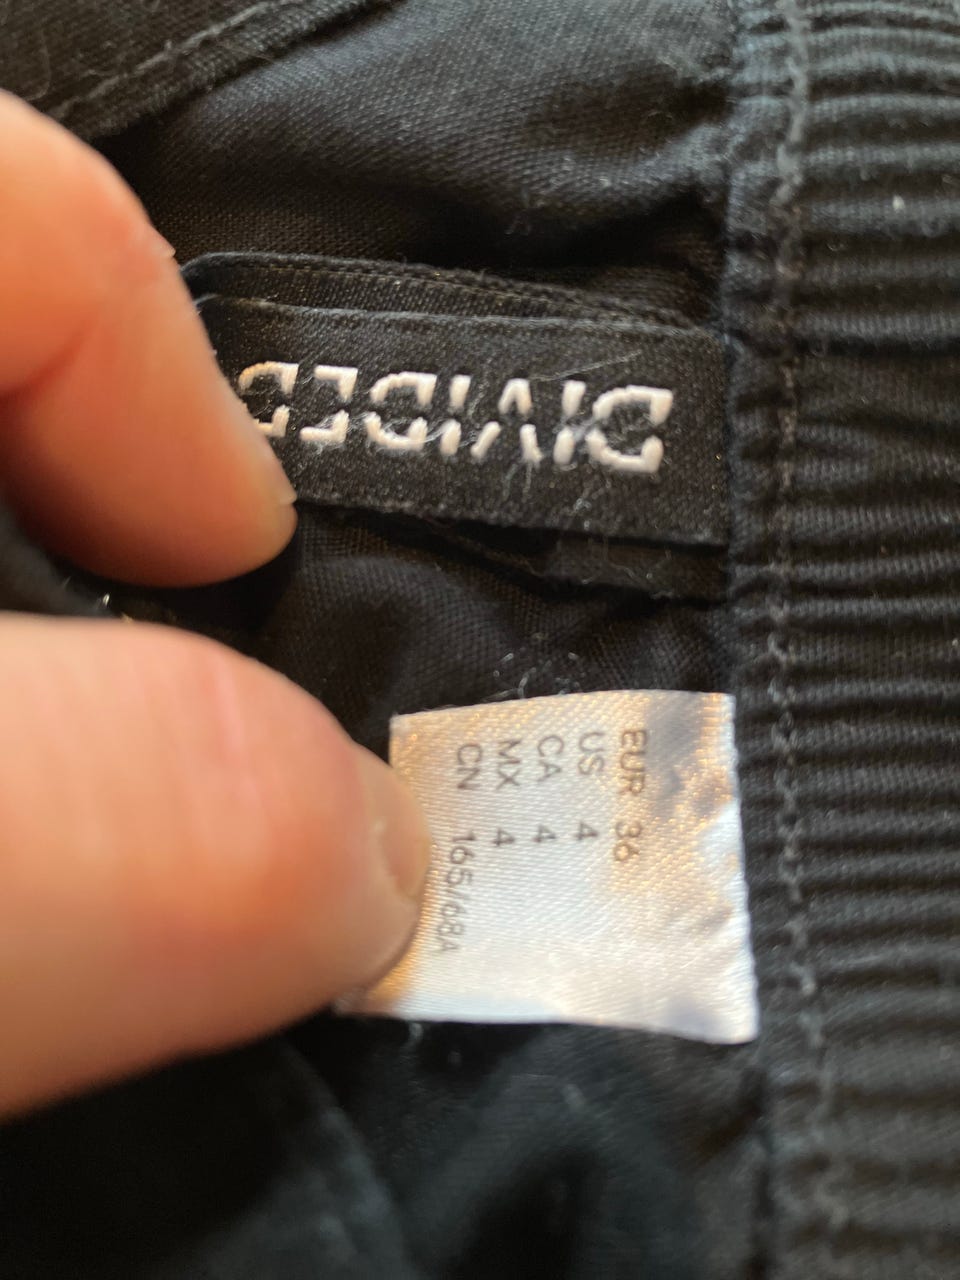 DIVIDED
EUR 36
US 4
CA 4
MX 4
CN 165/68A